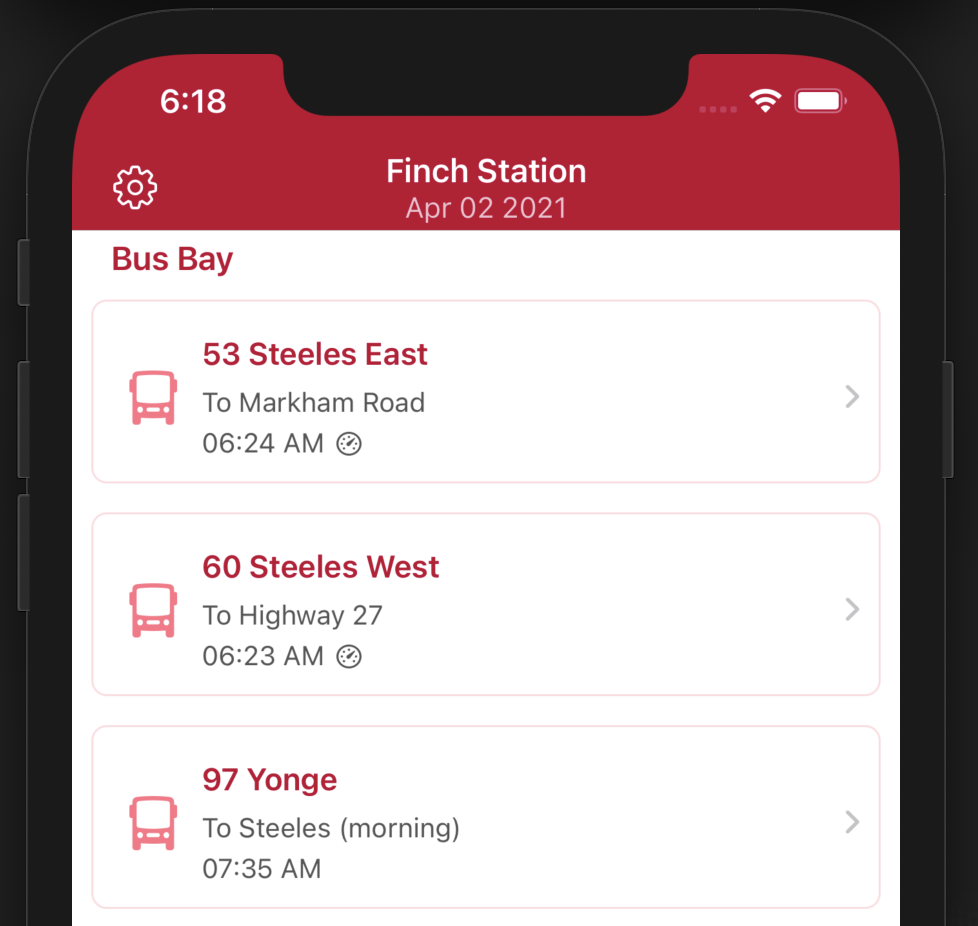 6:18
Finch Station
Apr 02 2021
Bus Bay
53 Steeles East
To Markham Road
06:24 AM
60 Steeles West
To Highway 27
06:23 AM
97 Yonge
To Steeles (morning)
07:35 AM